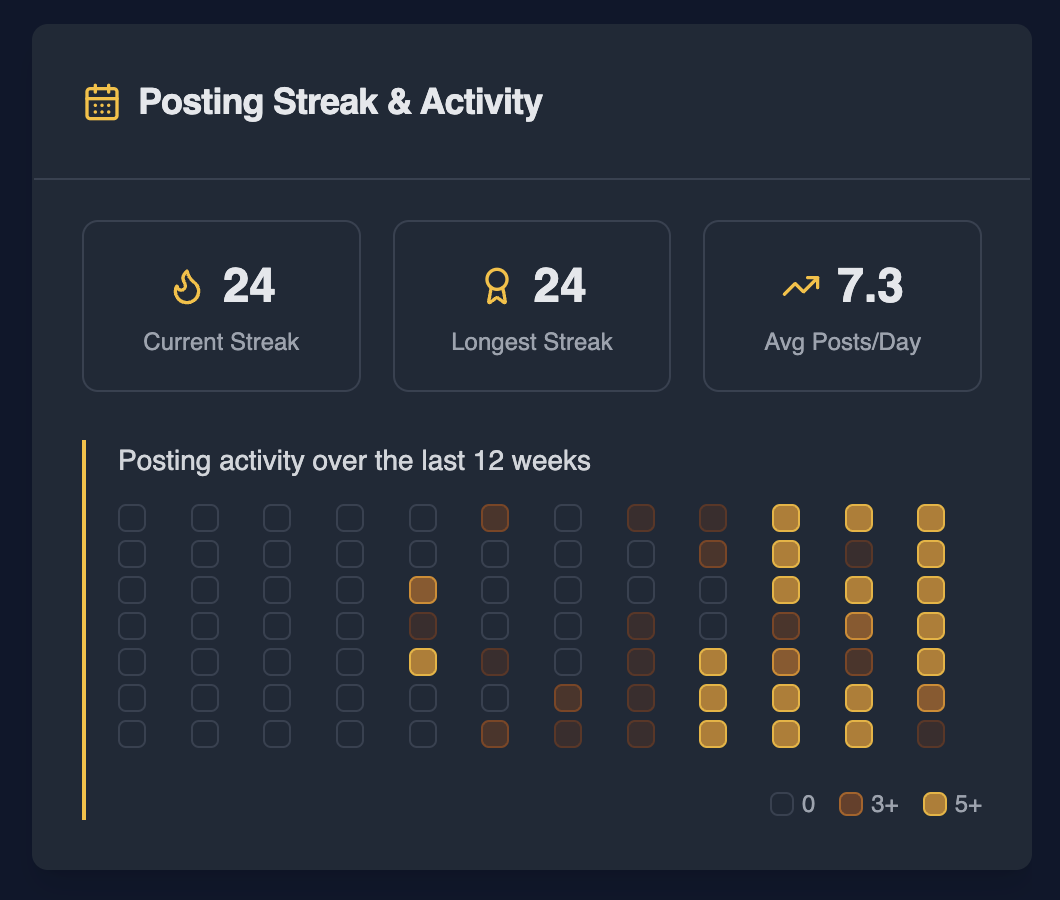 Posting Streak & Activity
24
Current Streak
24
Longest Streak
7.3
Avg Posts/Day
Posting activity over the last 12 weeks
0 3+ 5+